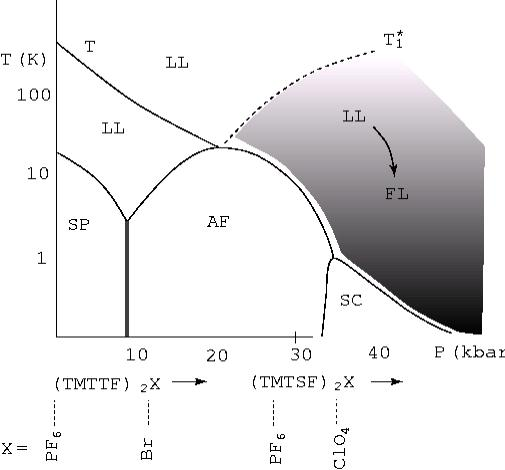 T₁*
T
LL
T (K)
100
LL
LL
10
FL
SP
AF
1
SC
10 20 30 40 P (kbar
(TMTTF) ₂X (TMTSF) ₂X
X = PF₆ Br PF₆ ClO₄